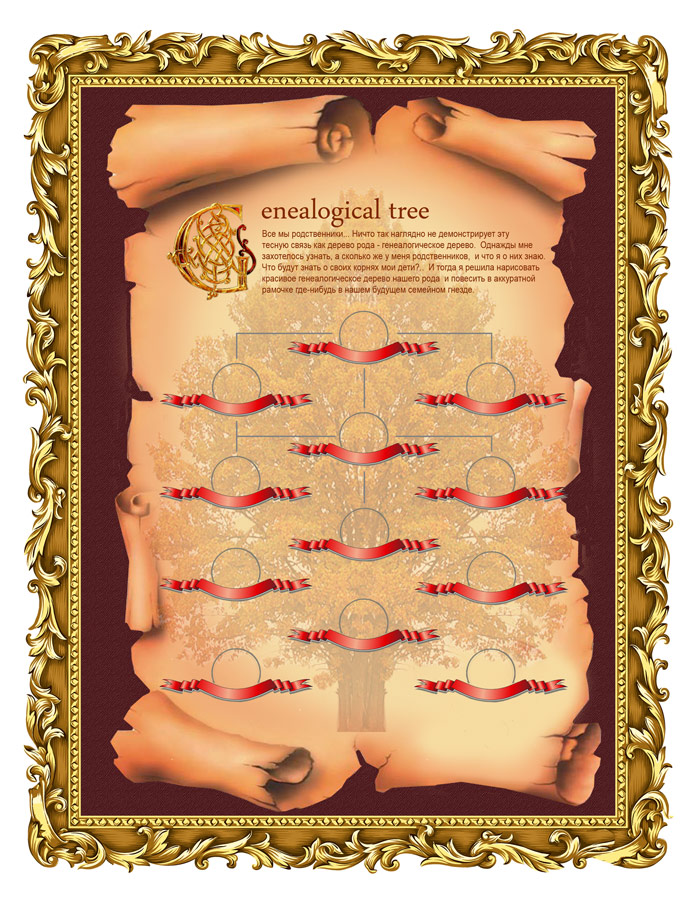 Genealogical tree
Все мы родственники... Ничто так наглядно не демонстрирует эту
тесную связь как дерево рода - генеалогическое дерево. Однажды мне
захотелось узнать, а сколько же у меня родственников, и что я о них знаю.
Что будут знать о своих корнях мои дети?.. И тогда я решила нарисовать
красивое генеалогическое дерево нашего рода и повесить в аккуратной
рамочке где-нибудь в нашем будущем семейном гнезде.